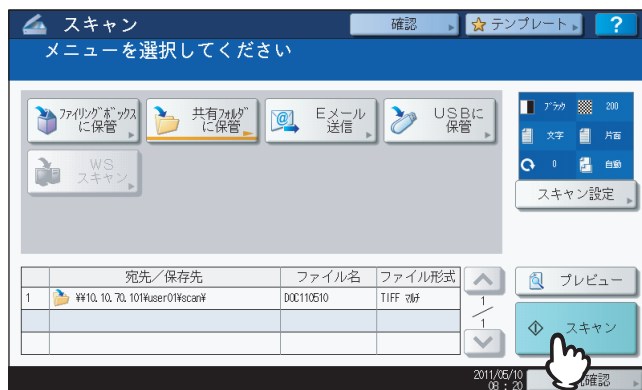 スキャン
確認
テンプレート
?
メニューを選択してください
ファイリングボックス
に保管
共有フォルダ
に保管
Eメール
送信
USBに
保管
WS
スキャン
ブラック
200
文字
片面
0
自動
スキャン設定
宛先／保存先
ファイル名
ファイル形式
1
¥¥10.10.70.101¥user01¥scan¥
DOC110510
TIFF マルチ
1
1
プレビュー
スキャン
2011/05/10
08:20
確認